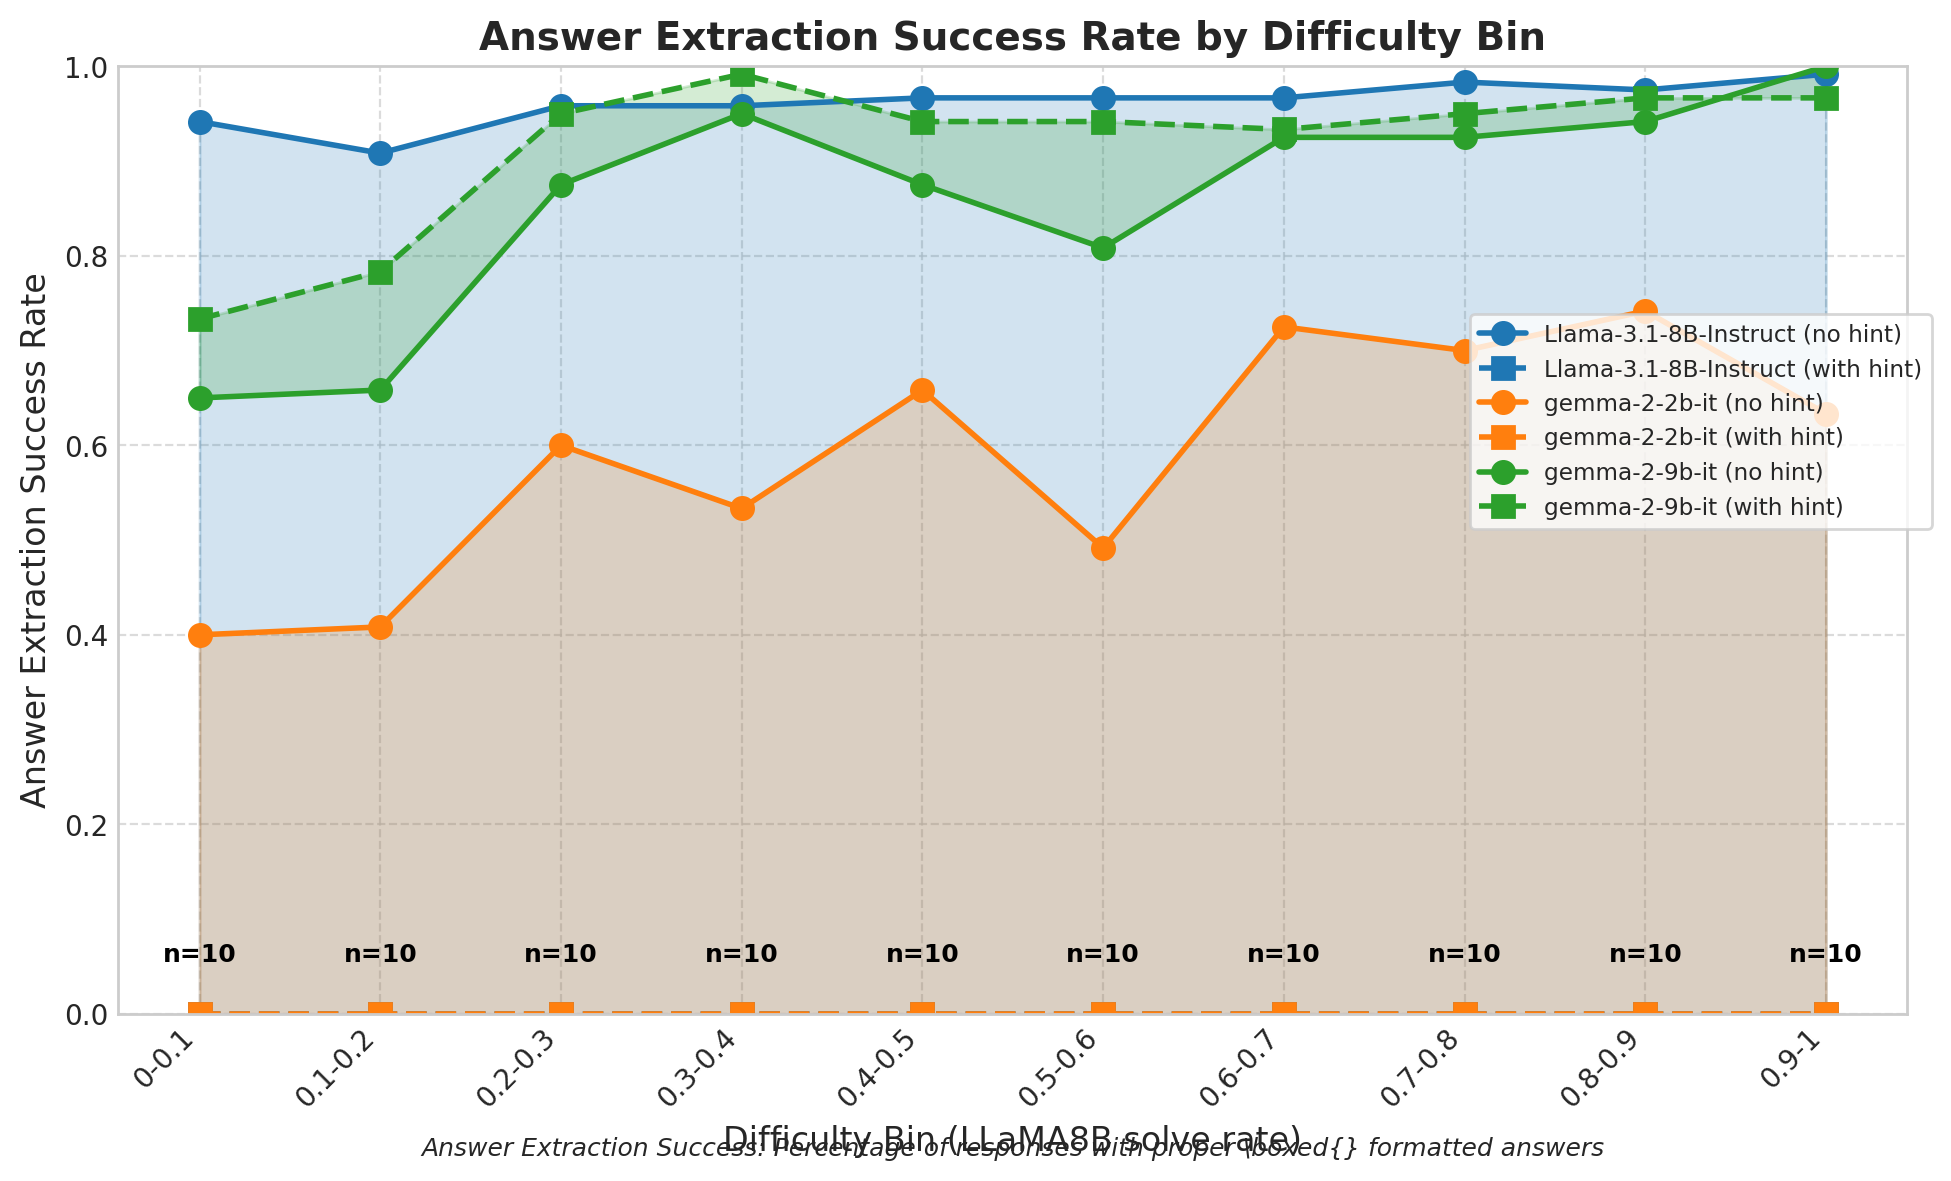 Answer Extraction Success Rate by Difficulty Bin
Answer Extraction Success Rate
1.0
0.8
0.6
0.4
0.2
0.0
Llama-3.1-8B-Instruct (no hint)
Llama-3.1-8B-Instruct (with hint)
gemma-2-2b-it (no hint)
gemma-2-2b-it (with hint)
gemma-2-9b-it (no hint)
gemma-2-9b-it (with hint)
n=10 n=10 n=10 n=10 n=10 n=10 n=10 n=10 n=10 n=10
0-0.1 0.1-0.2 0.2-0.3 0.3-0.4 0.4-0.5 0.5-0.6 0.6-0.7 0.7-0.8 0.8-0.9 0.9-1
Difficulty Bin (LLaMA8B solve rate)
Answer Extraction Success: Percentage of responses with proper \boxed{} formatted answers